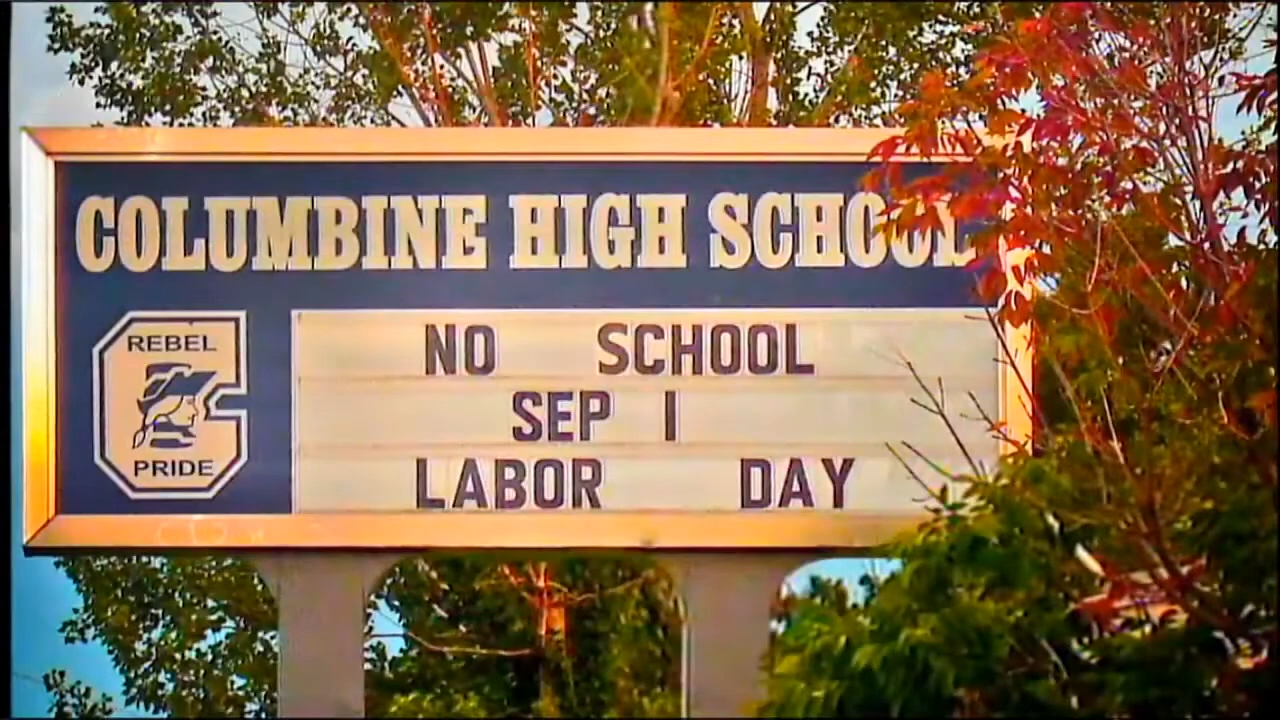 COLUMBINE HIGH SCHOOL
REBEL
PRIDE
NO SCHOOL
SEP 1
LABOR DAY